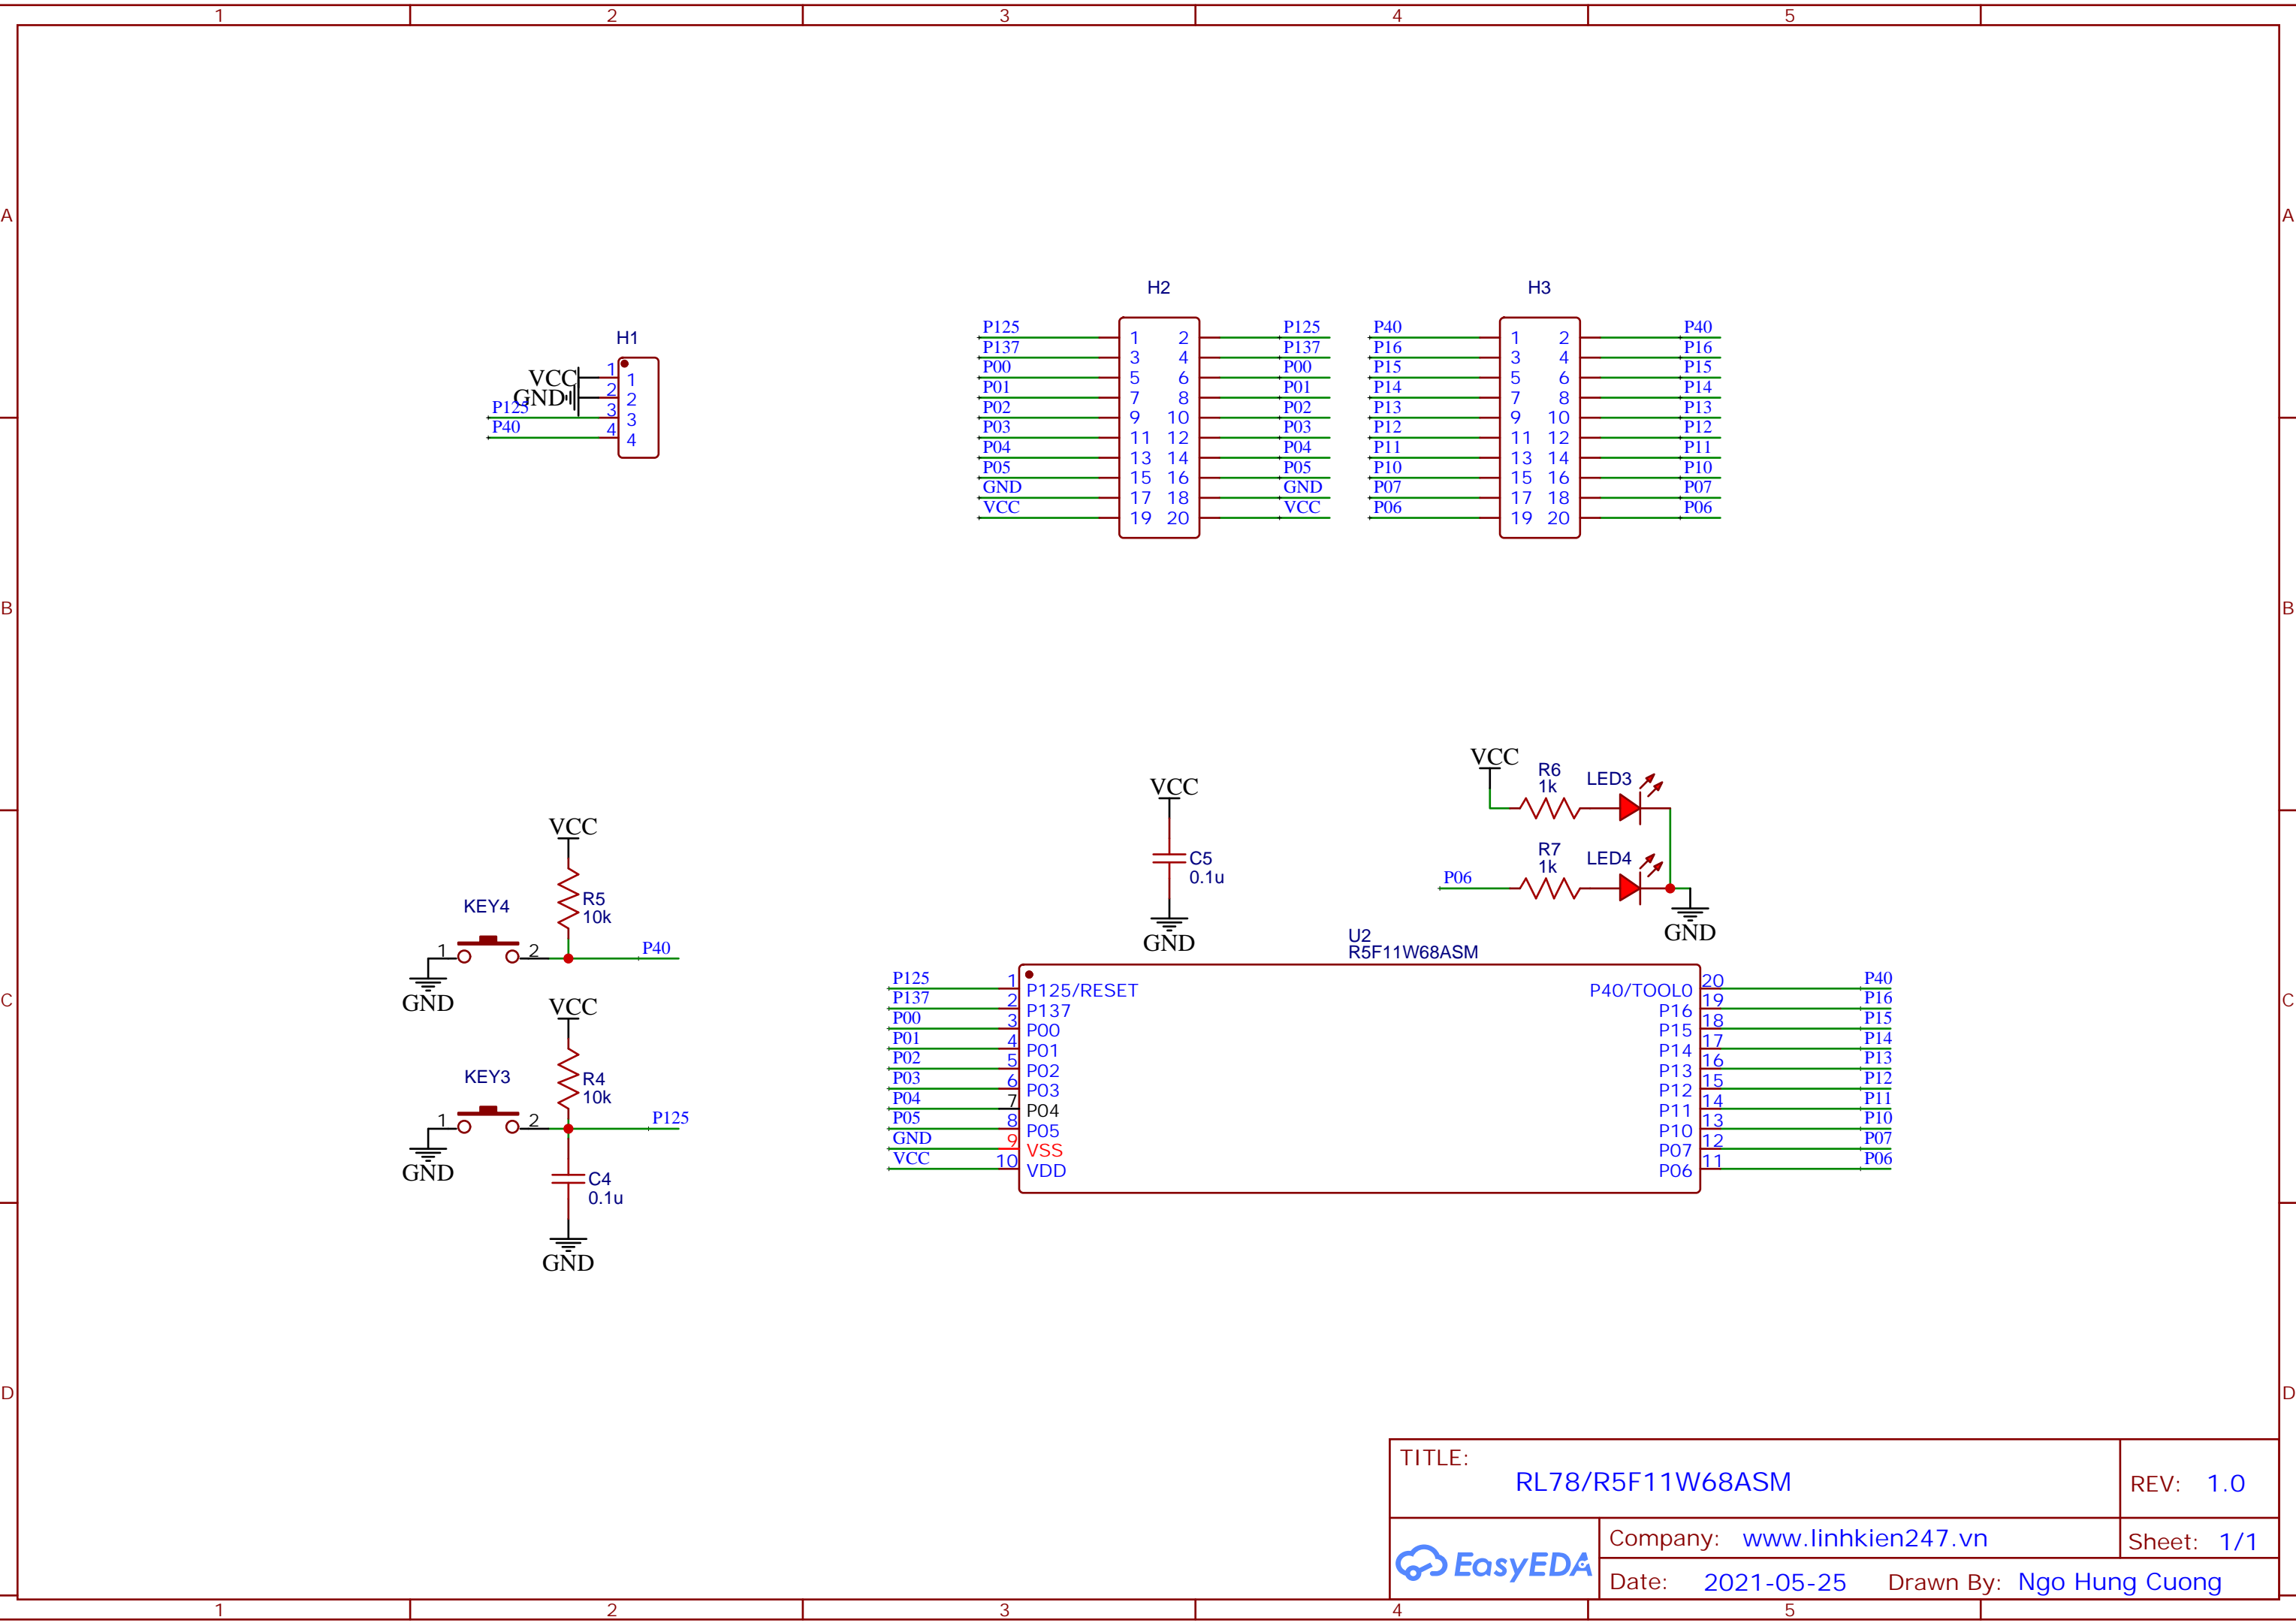 1 2 3 4 5
A A
H2 H3
H1
P125 1 2 P125 P40 1 2 P40
P137 3 4 P137 P16 3 4 P16
P00 5 6 P00 P15 5 6 P15
P01 7 8 P01 P14 7 8 P14
P02 9 10 P02 P13 9 10 P13
P03 11 12 P03 P12 11 12 P12
P04 13 14 P04 P11 13 14 P11
P05 15 16 P05 P10 15 16 P10
GND 17 18 GND P07 17 18 P07
VCC 19 20 VCC P06 19 20 P06
VCC 1 1
GND 2 2
P125 3 3
P40 4 4
B B
VCC
R6
1k
LED3
VCC
C5
0.1u
GND
R7
1k
LED4
P06
GND
VCC
R5
10k
KEY4
1 2 P40
GND
VCC
R4
10k
KEY3
1 2 P125
GND
C4
0.1u
GND
U2
R5F11W68ASM
P125 1 P125/RESET P40/TOOL0 20 P40
P137 2 P137 P16 19 P16
P00 3 P00 P15 18 P15
P01 4 P01 P14 17 P14
P02 5 P02 P13 16 P13
P03 6 P03 P12 15 P12
P04 7 P04 P11 14 P11
P05 8 P05 P10 13 P10
GND 9 VSS P07 12 P07
VCC 10 VDD P06 11 P06
C C
D D
TITLE:
RL78/R5F11W68ASM
REV: 1.0
EasyEDA
Company: www.linhkien247.vn
Sheet: 1/1
Date: 2021-05-25 Drawn By: Ngo Hung Cuong
1 2 3 4 5